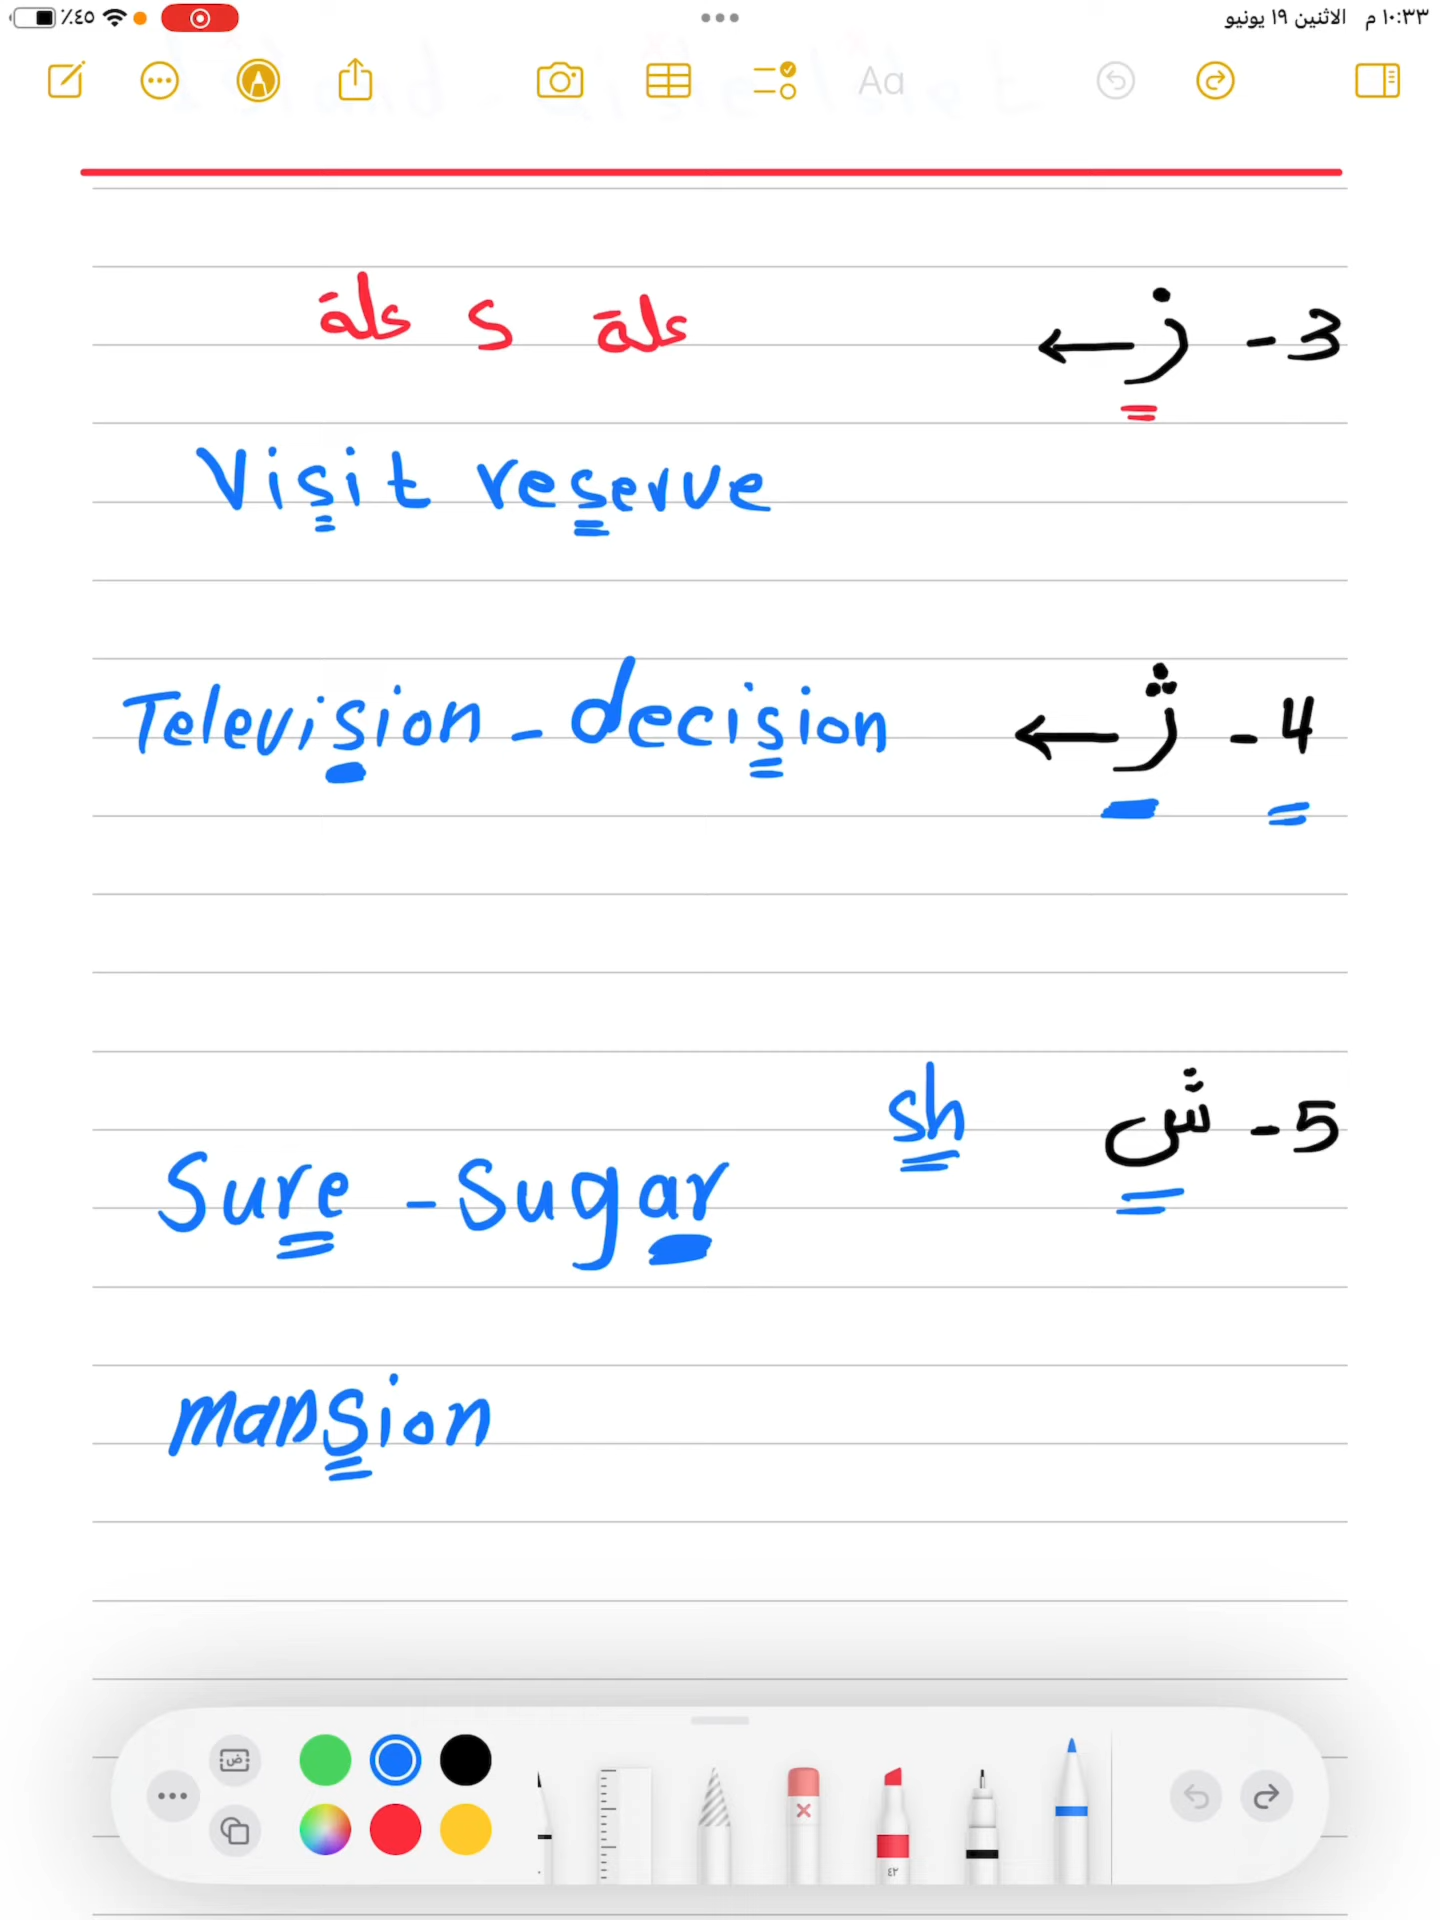 ١٠:٣٣ م الاثنين ١٩ يونيو ٪٤٥
Aa
3 - ز ← علة s علة
Visit reserve
4 - ژ ← Television - decision
5 - ش sh
Sure - Sugar
mansion
ض
٤٢